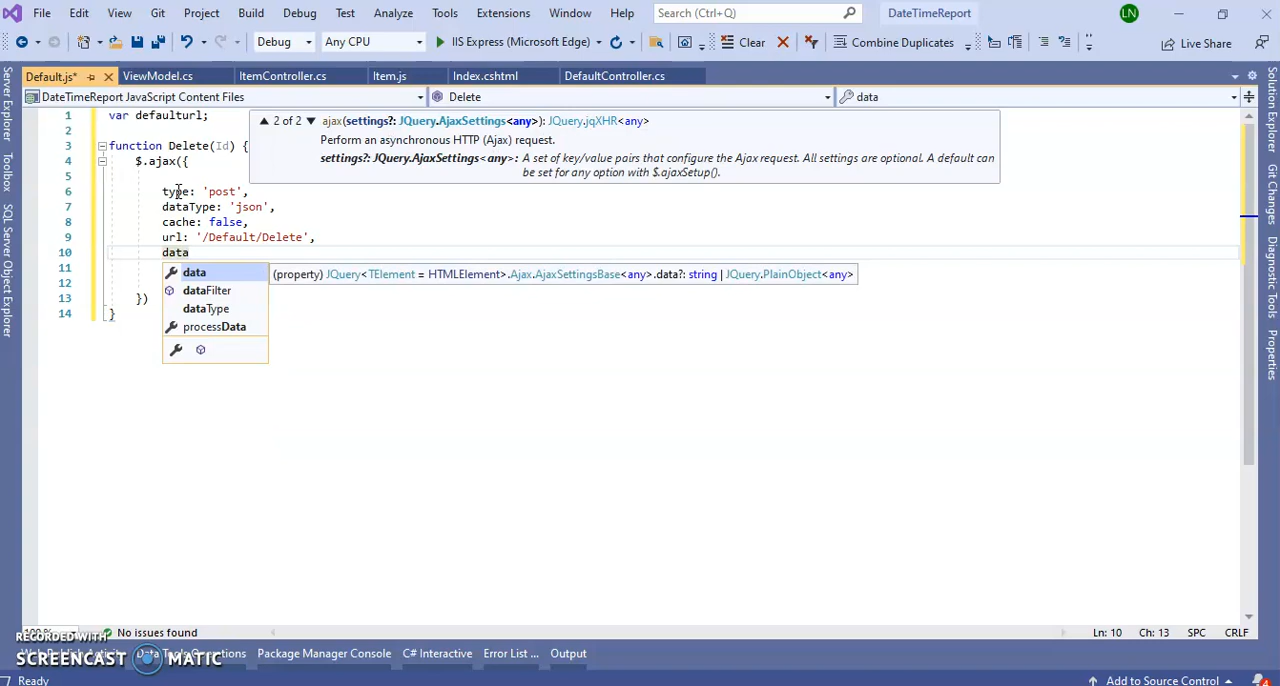 File Edit View Git Project Build Debug Test Analyze Tools Extensions Window Help Search (Ctrl+Q) DateTimeReport LN
Debug Any CPU IIS Express (Microsoft Edge) Clear Combine Duplicates Live Share
Default.js* ViewModel.cs ItemController.cs Item.js Index.cshtml DefaultController.cs
DateTimeReport JavaScript Content Files Delete data
Server Explorer
Toolbox
SQL Server Object Explorer
1 var defaulturl;
2
3 function Delete(Id) {
4 $.ajax({
5
6 type: 'post',
7 dataType: 'json',
8 cache: false,
9 url: '/Default/Delete',
10 data
11
12
13 })
14 }
2 of 2 ajax(settings?: JQuery.AjaxSettings<any>): JQuery.jqXHR<any>
Perform an asynchronous HTTP (Ajax) request.
settings?: JQuery.AjaxSettings<any>: A set of key/value pairs that configure the Ajax request. All settings are optional. A default can
be set for any option with $.ajaxSetup().
data
dataFilter
dataType
processData
(property) JQuery<TElement = HTMLElement>.Ajax.AjaxSettingsBase<any>.data?: string | JQuery.PlainObject<any>
Solution Explorer
Git Changes
Diagnostic Tools
Properties
No issues found Ln: 10 Ch: 13 SPC CRLF
RECORDED WITH
SCREENCAST MATIC
Package Manager Console C# Interactive Error List ... Output
Ready Add to Source Control 4